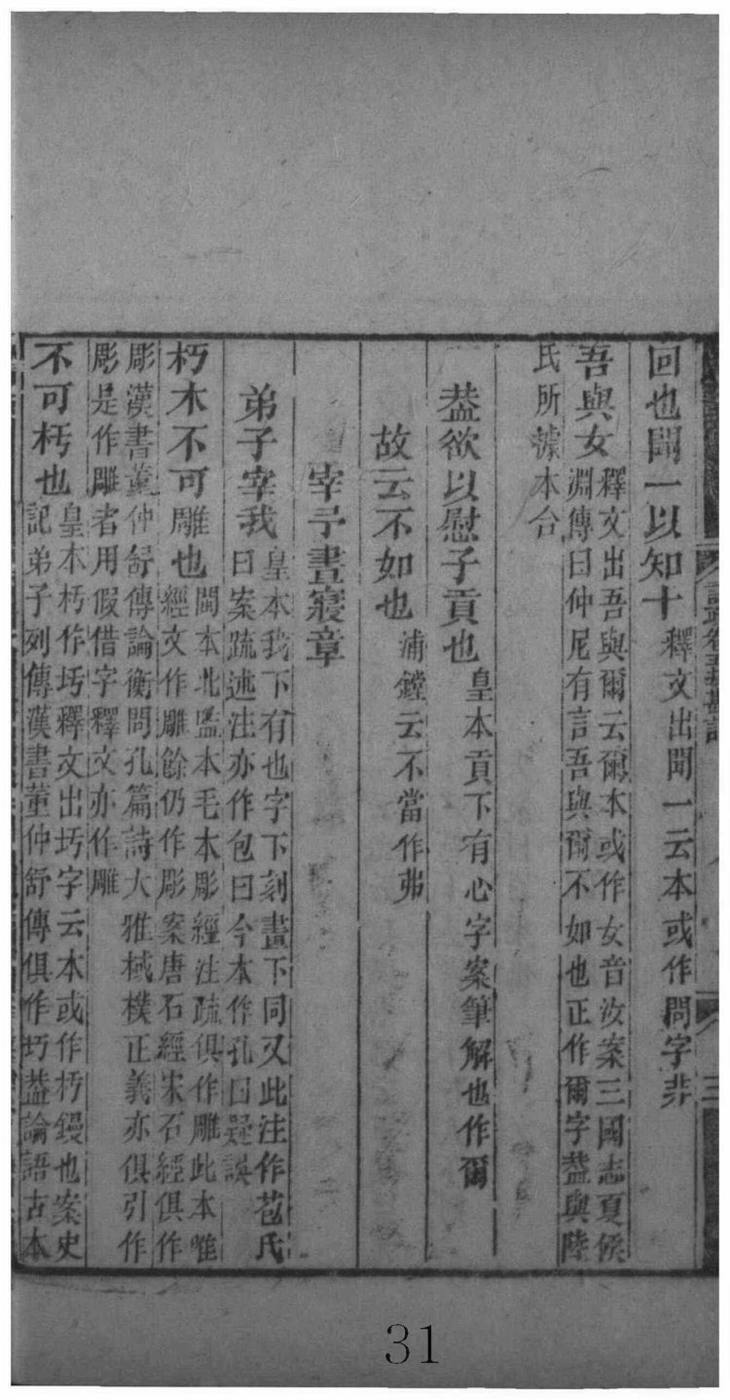 回也聞一以知十釋文出聞一云本或作問字非
吾與女釋文出吾與爾云爾本或作女音汝案三國志夏侯
淵傳曰仲尼有言吾與爾不如也正作爾字葢與陸
氏所據本合
葢欲以慰子貢也皇本貢下有心字案筆解也作爾
故云不如也浦鏜云不當作弗
宰予晝寢章
弟子宰我皇本我下有也字下刻畫下同又此注作苞氏
曰案疏述注亦作包曰今本作孔曰疑誤
朽木不可雕也閩本北監本毛本彫經注疏俱作雕此本唯
經文作雕餘仍作彫案唐石經宋石經俱作
彫漢書董仲舒傳論衡問孔篇詩大雅棫樸正義亦俱引作
彫是作雕者用假借字釋文亦作雕
不可杇也皇本朽作圬釋文出圬字云本或作杇鏝也案史
記弟子列傳漢書董仲舒傳俱作圬葢論語古本
31